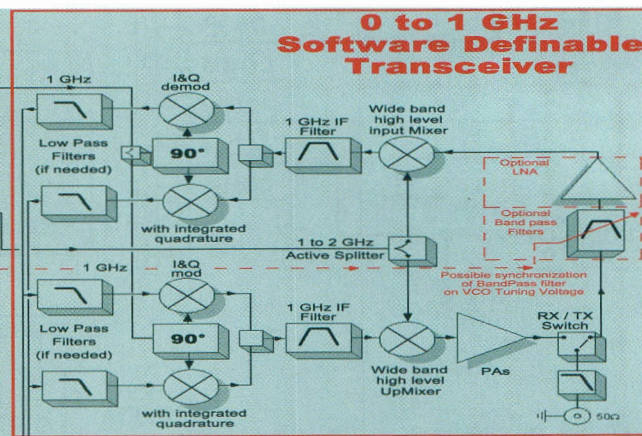 0 to 1 GHz
Software Definable
Transceiver
1 GHz
I&Q
demod
Low Pass
Filters
(if needed)
90°
with integrated
quadrature
1 GHz IF
Filter
Wide band
high level
input Mixer
Optional
LNA
Optional
Band pass
Filters
1 to 2 GHz
Active Splitter
Possible synchronization
of BandPass filter
on VCO Tuning Voltage
1 GHz
I&Q
mod
Low Pass
Filters
(if needed)
90°
with integrated
quadrature
1 GHz IF
Filter
Wide band
high level
UpMixer
PAs
RX / TX
Switch
50Ω